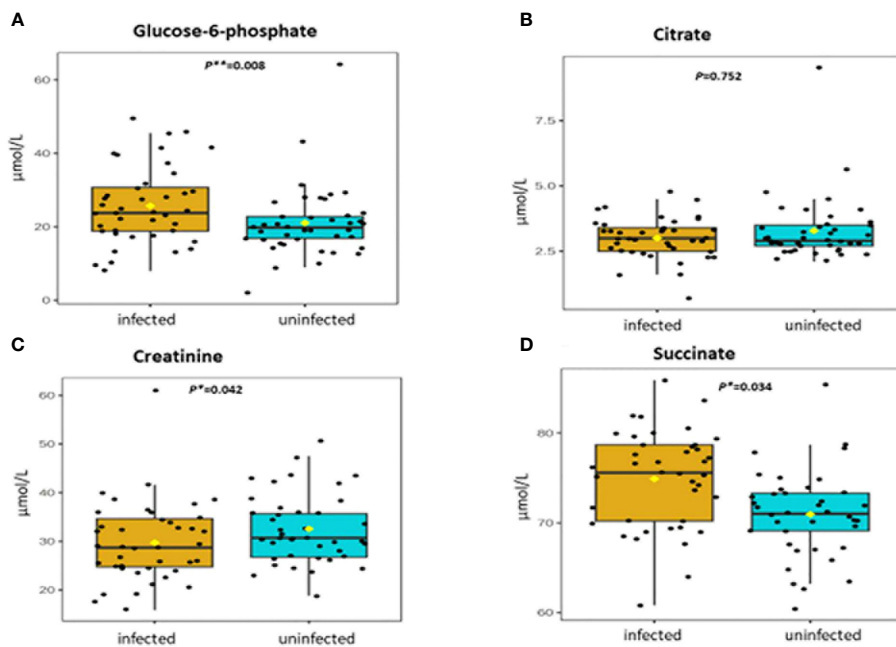 A
Glucose-6-phosphate
P**=0.008
60
40
20
0
μmol/L
infected
uninfected
B
Citrate
P=0.752
7.5
5.0
2.5
μmol/L
infected
uninfected
C
Creatinine
P*=0.042
60
50
40
30
20
μmol/L
infected
uninfected
D
Succinate
P*=0.034
80
70
60
μmol/L
infected
uninfected